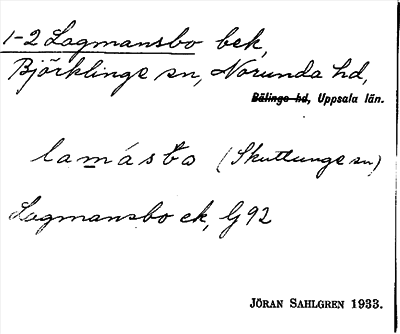 1-2 Lagmansbo bek,
Björklinge sn, Norunda hd,
Bälinge hd, Uppsala län.
lamásbo (Skuttunge sn)
Lagmansbo ek, G 92
JÖRAN SAHLGREN 1933.